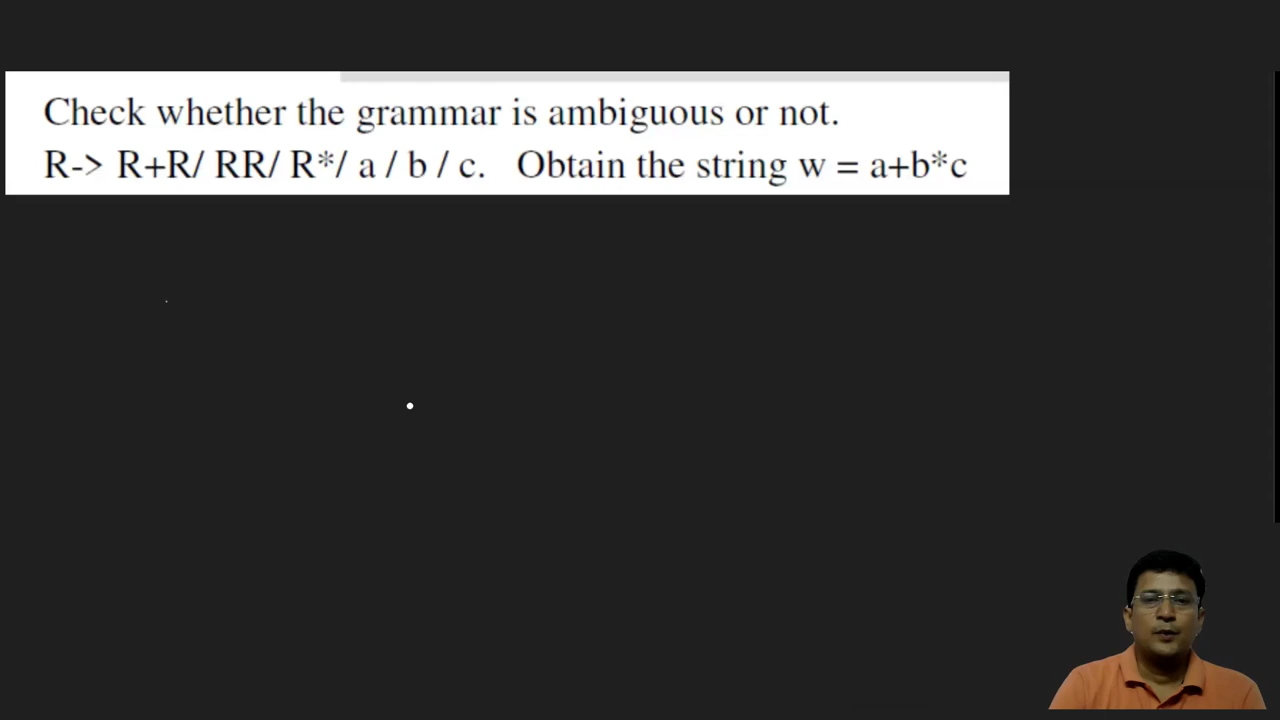 Check whether the grammar is ambiguous or not.
R-> R+R/ RR/ R*/ a / b / c. Obtain the string w = a+b*c